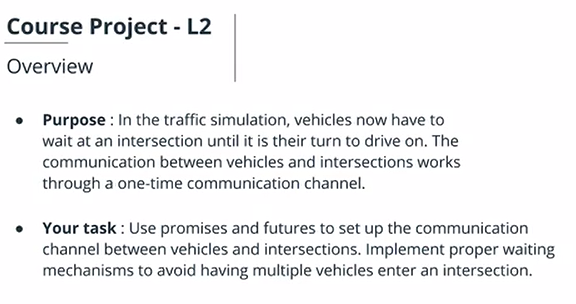 Course Project - L2
Overview
● Purpose : In the traffic simulation, vehicles now have to
wait at an intersection until it is their turn to drive on. The
communication between vehicles and intersections works
through a one-time communication channel.
● Your task : Use promises and futures to set up the communication
channel between vehicles and intersections. Implement proper waiting
mechanisms to avoid having multiple vehicles enter an intersection.